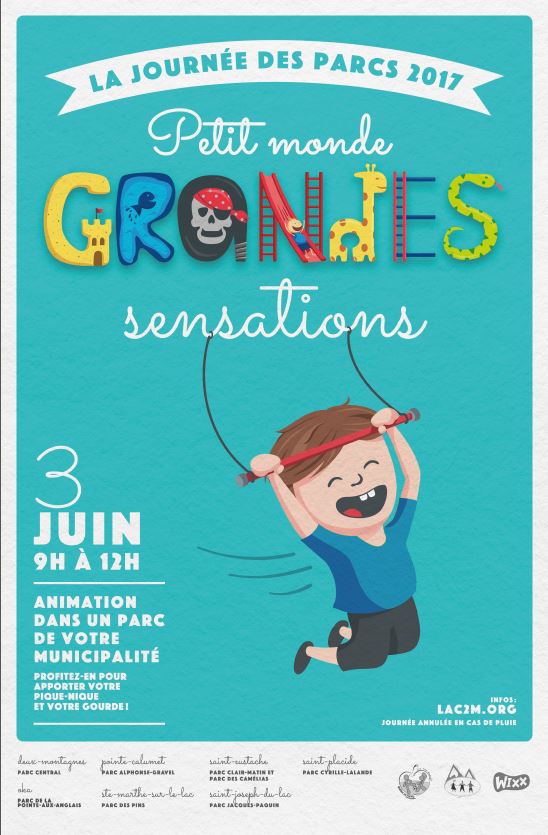 LA JOURNÉE DES PARCS 2017
Petit monde
GRANDES
sensations
3
JUIN
9H À 12H
ANIMATION
DANS UN PARC
DE VOTRE
MUNICIPALITÉ
PROFITEZ-EN POUR
APPORTER VOTRE
PIQUE-NIQUE
ET VOTRE GOURDE!
INFOS:
LAC2M.ORG
JOURNÉE ANNULÉE EN CAS DE PLUIE
deux-montagnes
PARC CENTRAL
pointe-calumet
PARC ALPHONSE-GRAVEL
saint-eustache
PARC CLAIR-MATIN ET
PARC DES CAMÉLIAS
saint-placide
PARC CYRILLE-LALANDE
oka
PARC DE LA
POINTE-AUX-ANGLAIS
ste-marthe-sur-le-lac
PARC DES PINS
saint-joseph-du-lac
PARC JACQUES-PAQUIN
WIXX